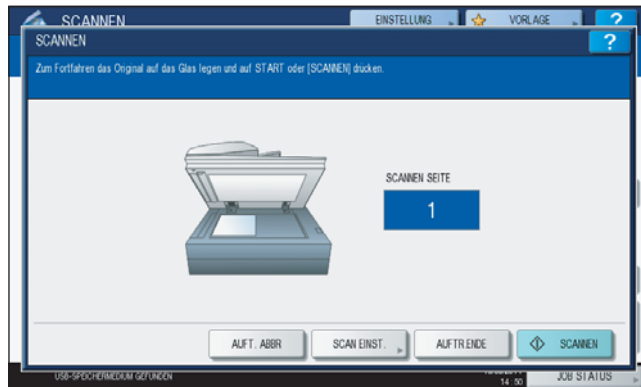 SCANNEN EINSTELLUNG VORLAGE ?
SCANNEN ?
Zum Fortfahren das Original auf das Glas legen und auf START oder [SCANNEN] drücken.
SCANNEN SEITE
1
AUFT. ABBR SCAN EINST. AUFTR.ENDE SCANNEN
USB-SPEICHERMEDIUM GEFUNDEN
14:50 JOB STATUS